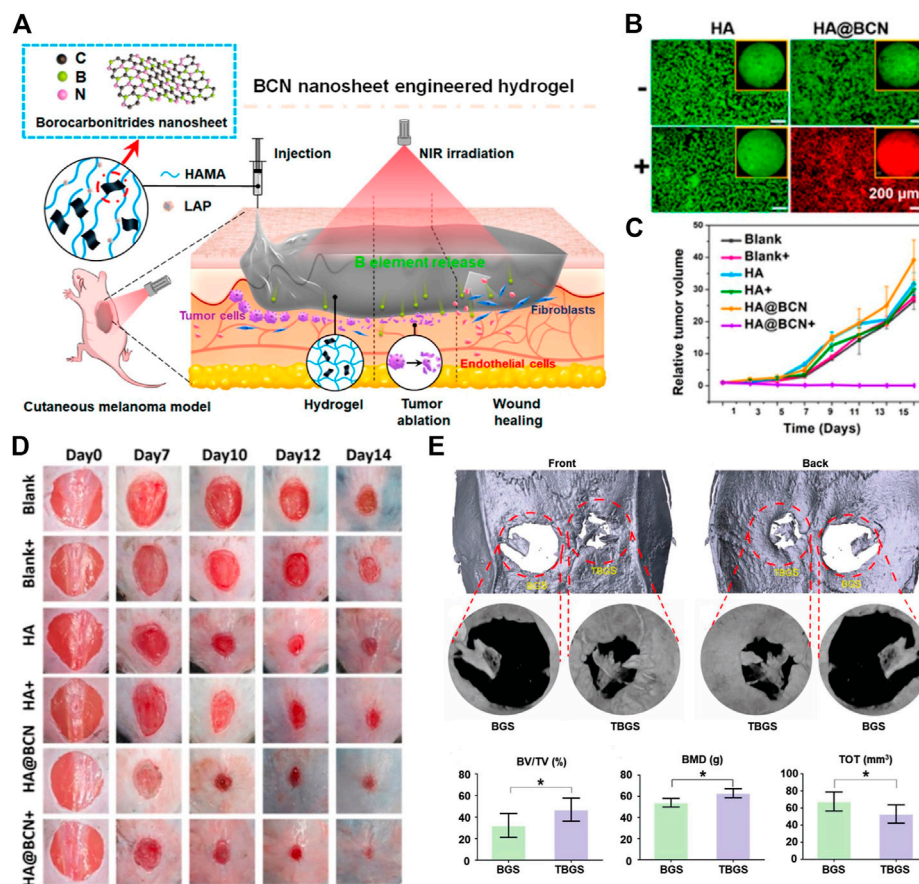 A
C
B
N
Borocarbonitrides nanosheet
BCN nanosheet engineered hydrogel
Injection
NIR irradiation
HAMA
LAP
B element release
Tumor cells
Fibroblasts
Endothelial cells
Cutaneous melanoma model
Hydrogel
Tumor
ablation
Wound
healing
B
HA
HA@BCN
-
+
200 μm
C
Relative tumor volume
40
30
20
10
0
Blank
Blank+
HA
HA+
HA@BCN
HA@BCN+
1 3 5 7 9 11 13 15
Time (Days)
D
Day0 Day7 Day10 Day12 Day14
Blank
Blank+
HA
HA+
HA@BCN
HA@BCN+
E
Front
Back
BGS
TBGS
TBGS
BGS
BGS
TBGS
TBGS
BGS
BV/TV (%)
80
60
40
20
0
*
BGS TBGS
BMD (g)
80
60
40
20
0
*
BGS TBGS
TOT (mm³)
100
80
60
40
20
0
*
BGS TBGS